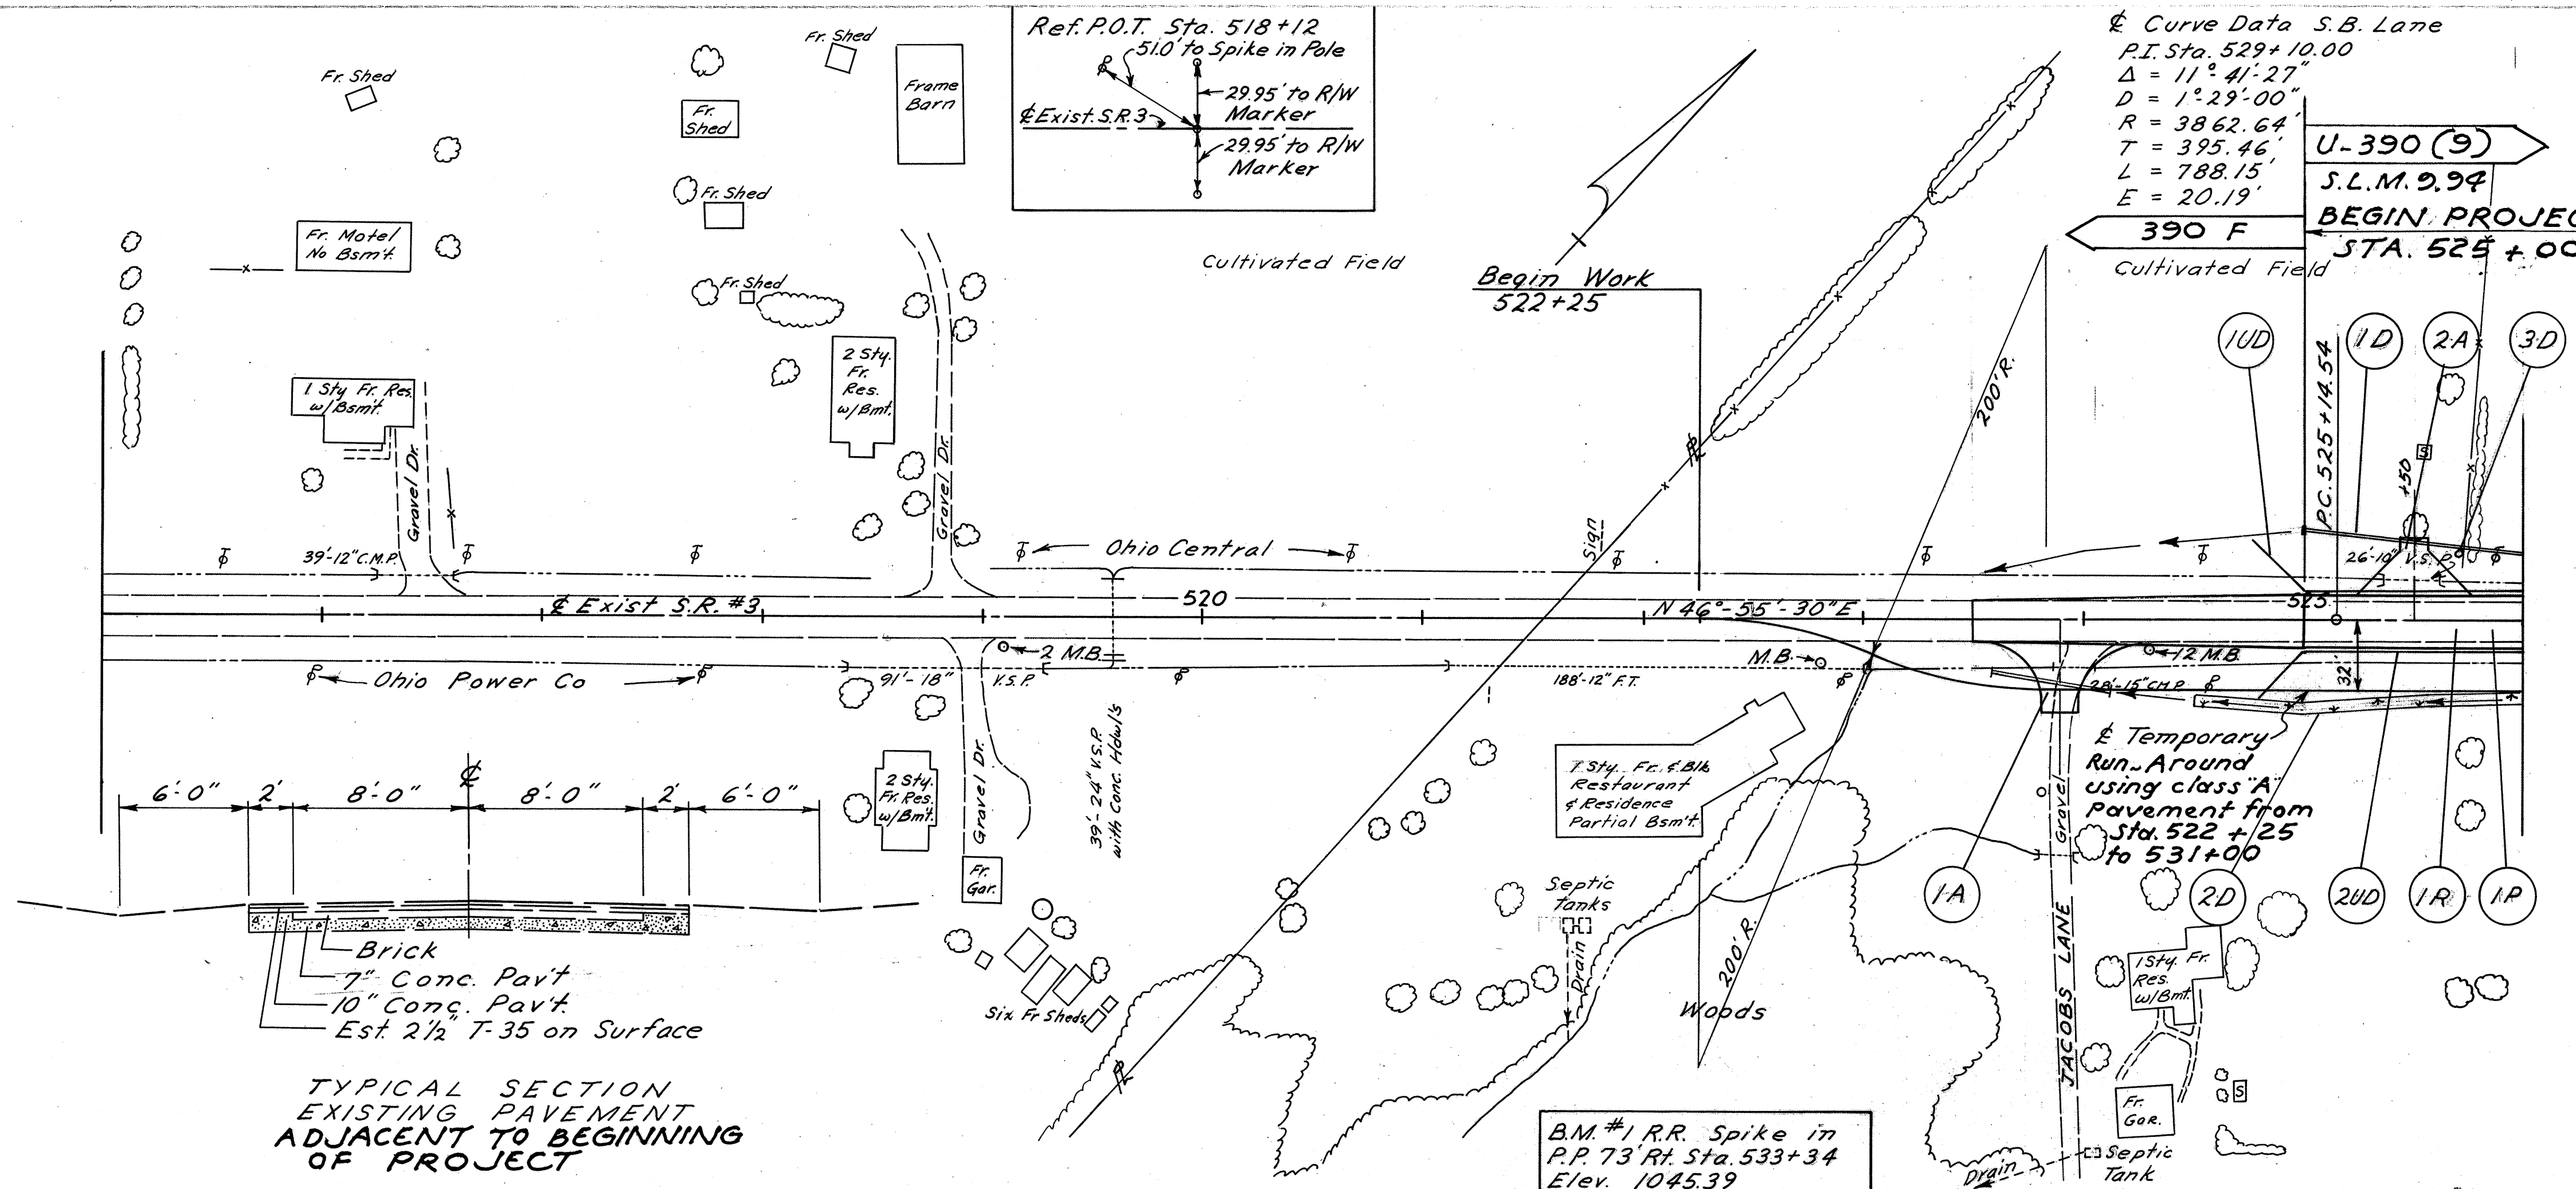 Ref. P.O.T. Sta. 518+12
51.0' to Spike in Pole
29.95' to R/W
Marker
℄ Exist. S.R. 3
29.95' to R/W
Marker
℄ Curve Data S.B. Lane
P.I. Sta. 529+10.00
Δ = 11°-41'-27"
D = 1°-29'-00"
R = 3862.64'
T = 395.46'
L = 788.15'
E = 20.19'
U-390 (9)
S.L.M. 9.94
BEGIN PROJEC
STA. 525 + 00
390 F
Cultivated Field
Fr. Shed
Fr. Shed
Fr.
Shed
Frame
Barn
Fr. Shed
Fr. Motel
No Bsm't.
Fr. Shed
Cultivated Field
Begin Work
522+25
1 Sty. Fr. Res.
w/Bsm't.
2 Sty.
Fr.
Res.
w/Bmt.
Gravel Dr.
Gravel Dr.
200' R.
1UD
1D
2-A
3-D
P.C. 525+14.54
+50
S
Sign
39'-12" C.M.P.
Ohio Central
26'-10" V.S.P.
℄ Exist S.R. #3
520
N 46°-55'-30" E
525
2 M.B.
M.B.
12 M.B.
Ohio Power Co
91'-18" V.S.P.
188'-12" F.T.
28'-15" C.M.P.
32'
39'-24" V.S.P.
with Conc. Hdwl's
Gravel Dr.
2 Sty.
Fr. Res.
w/Bmt.
Fr.
Gar.
Six Fr Sheds
1 Sty. Fr. & Blk
Restaurant
& Residence
Partial Bsm't.
Septic
Tanks
Drain
200' R.
Woods
℄ Temporary
Run-Around
using class "A"
pavement from
Sta. 522 + 25
to 531+00
1-A
2D
2UD
1R
1P
Gravel
JACOBS LANE
1 Sty. Fr.
Res.
w/Bmt.
Fr.
Gar.
S
Septic
Tank
Drain
6'-0" 2' 8'-0" ℄ 8'-0" 2' 6'-0"
Brick
7" Conc. Pav't
10" Conc. Pav't.
Est. 2½" T-35 on Surface
TYPICAL SECTION
EXISTING PAVEMENT
ADJACENT TO BEGINNING
OF PROJECT
B.M. #1 R.R. Spike in
P.P. 73' Rt. Sta. 533+34
Elev. 1045.39